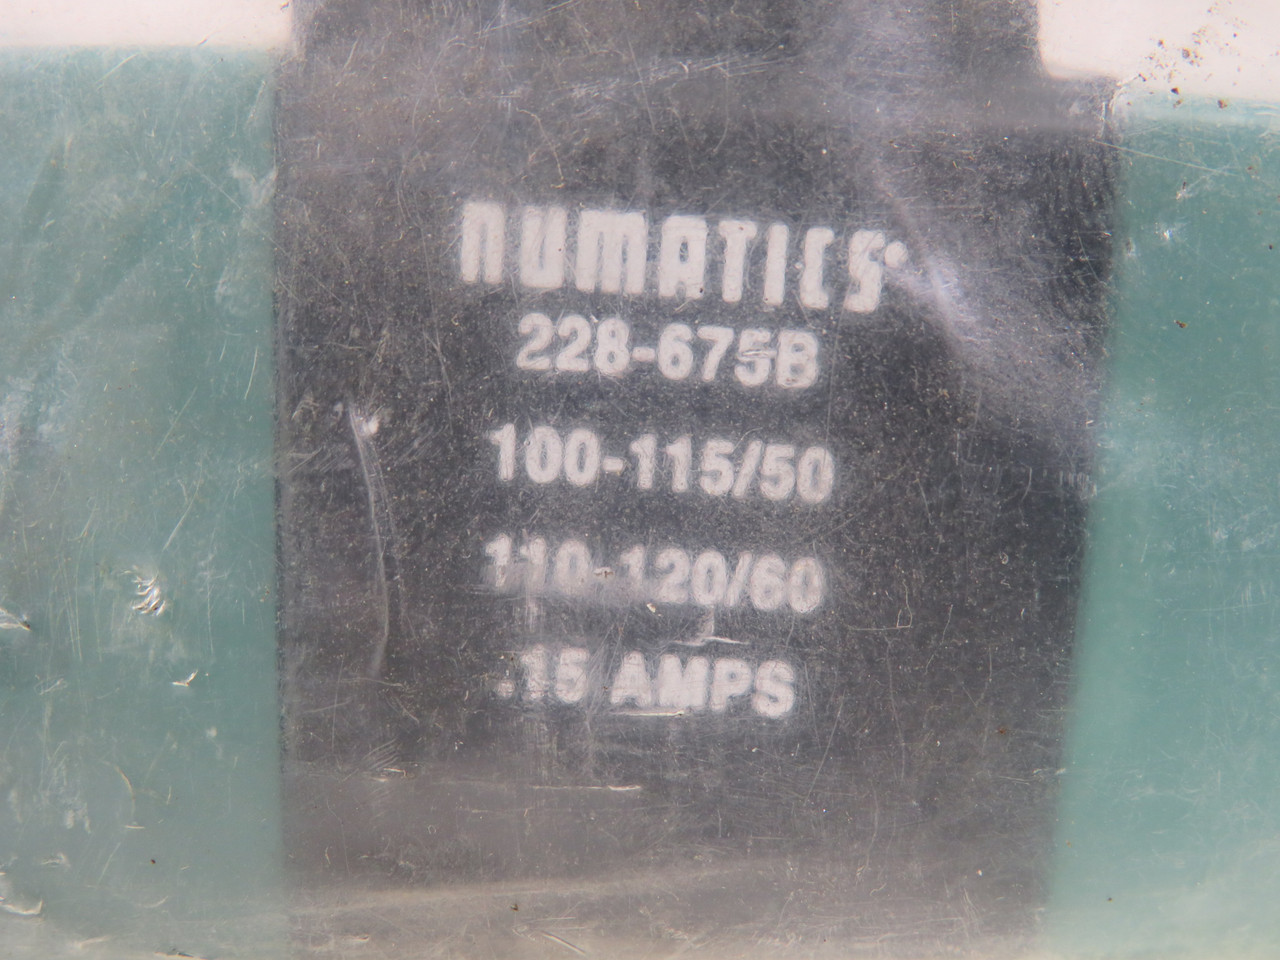 NUMATICS
228-675B
100-115/50
110-120/60
.15 AMPS